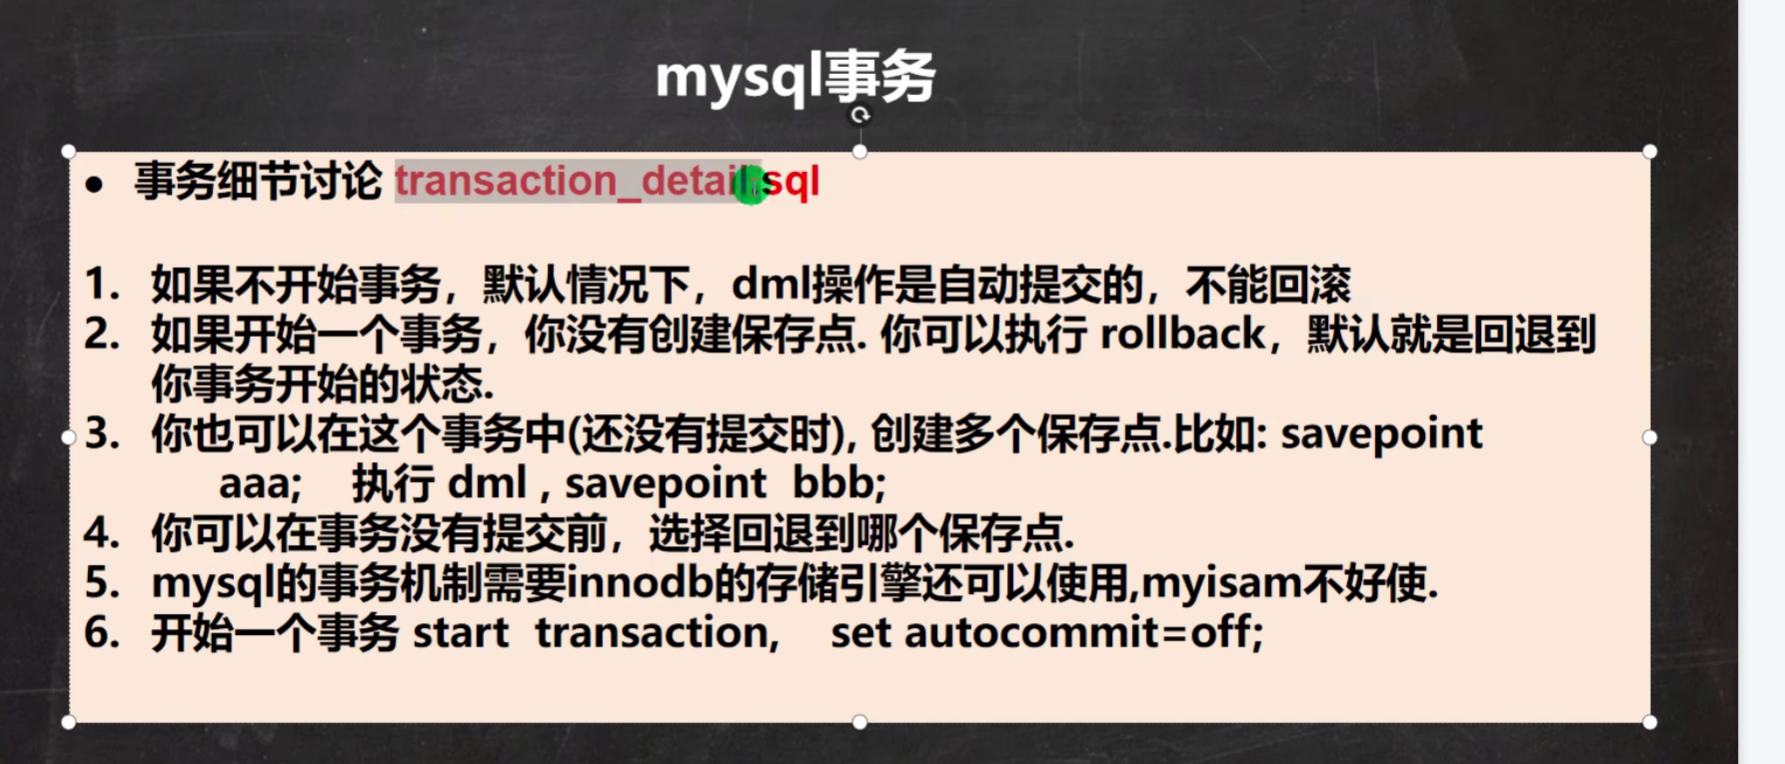 mysql事务
● 事务细节讨论 transaction_detail.sql
1. 如果不开始事务，默认情况下，dml操作是自动提交的，不能回滚
2. 如果开始一个事务，你没有创建保存点. 你可以执行 rollback，默认就是回退到
你事务开始的状态.
3. 你也可以在这个事务中(还没有提交时), 创建多个保存点.比如: savepoint
aaa; 执行 dml , savepoint bbb;
4. 你可以在事务没有提交前，选择回退到哪个保存点.
5. mysql的事务机制需要innodb的存储引擎还可以使用,myisam不好使.
6. 开始一个事务 start transaction, set autocommit=off;